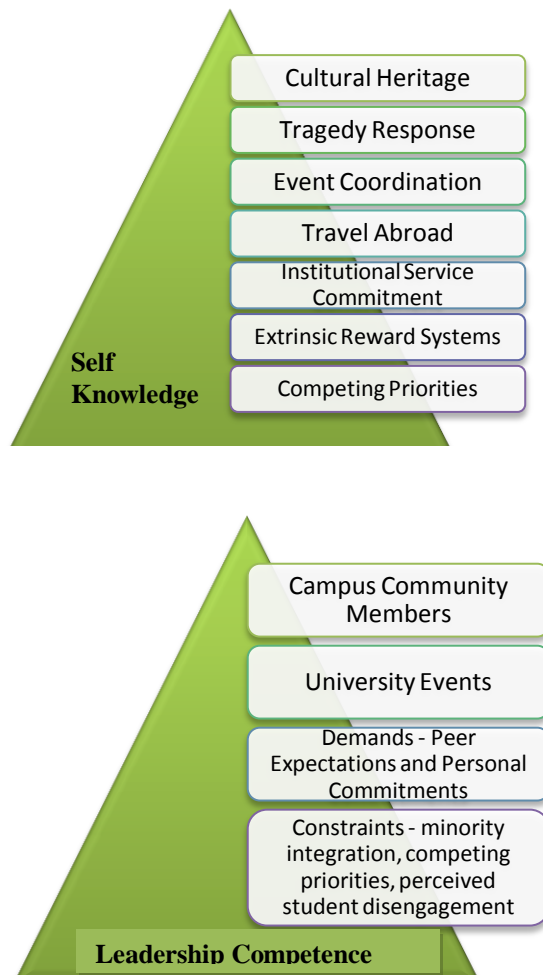 Cultural Heritage
Tragedy Response
Event Coordination
Travel Abroad
Institutional Service
Commitment
Extrinsic Reward Systems
Competing Priorities
Self
Knowledge
Campus Community
Members
University Events
Demands - Peer
Expectations and Personal
Commitments
Constraints - minority
integration, competing
priorities, perceived
student disengagement
Leadership Competence